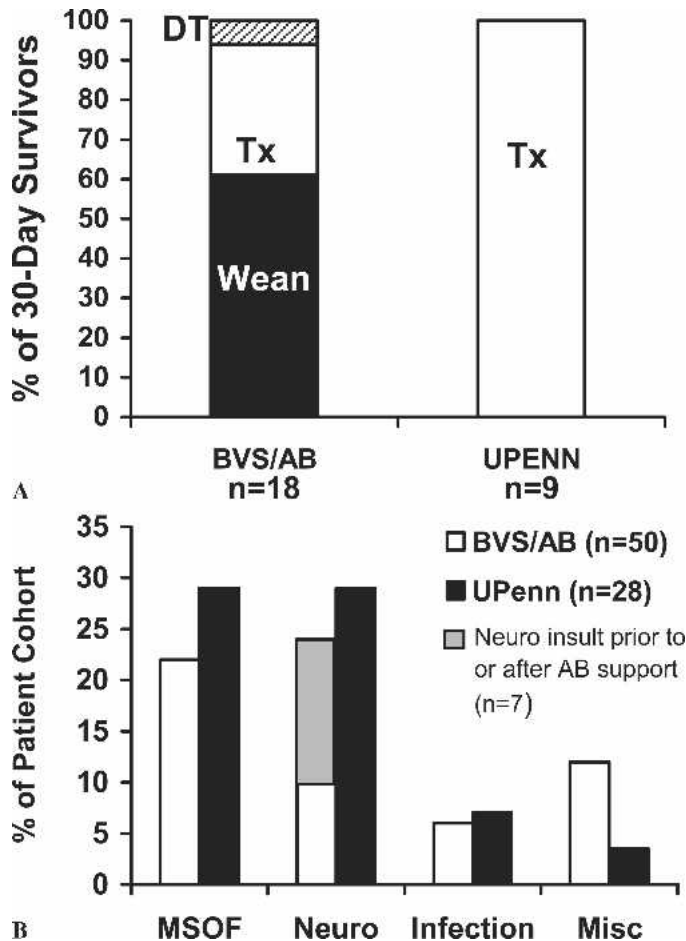 % of 30-Day Survivors
100
90
80
70
60
50
40
30
20
10
0
DT
Tx
Wean
Tx
BVS/AB
n=18
UPENN
n=9
A
% of Patient Cohort
35
30
25
20
15
10
5
0
BVS/AB (n=50)
UPenn (n=28)
Neuro insult prior to
or after AB support
(n=7)
MSOF Neuro Infection Misc
B